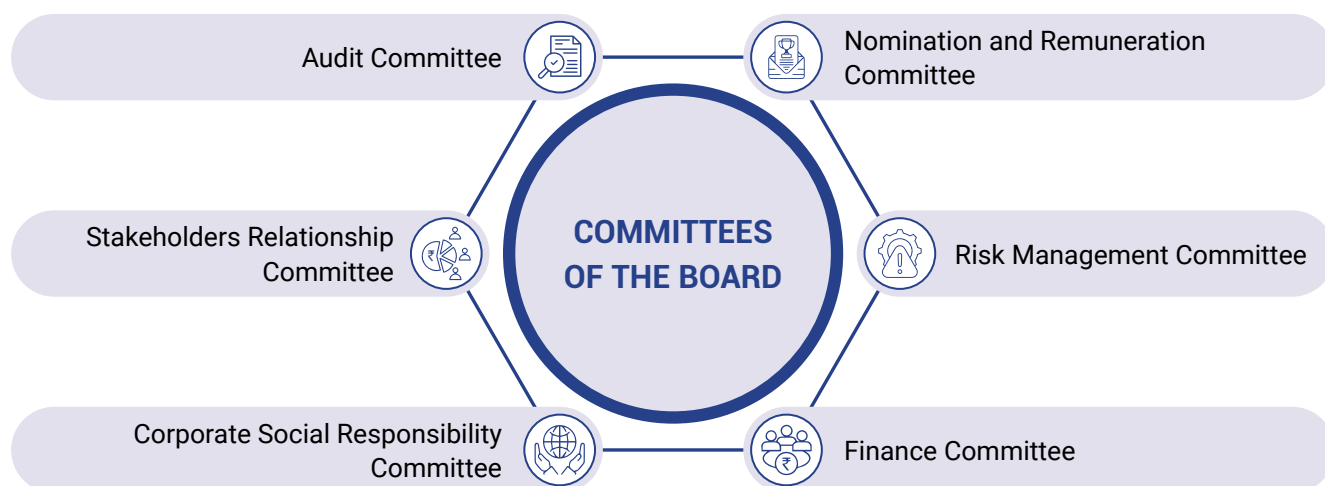 Audit Committee
Nomination and Remuneration
Committee
Stakeholders Relationship
Committee
COMMITTEES
OF THE BOARD
Risk Management Committee
Corporate Social Responsibility
Committee
Finance Committee
₹
₹